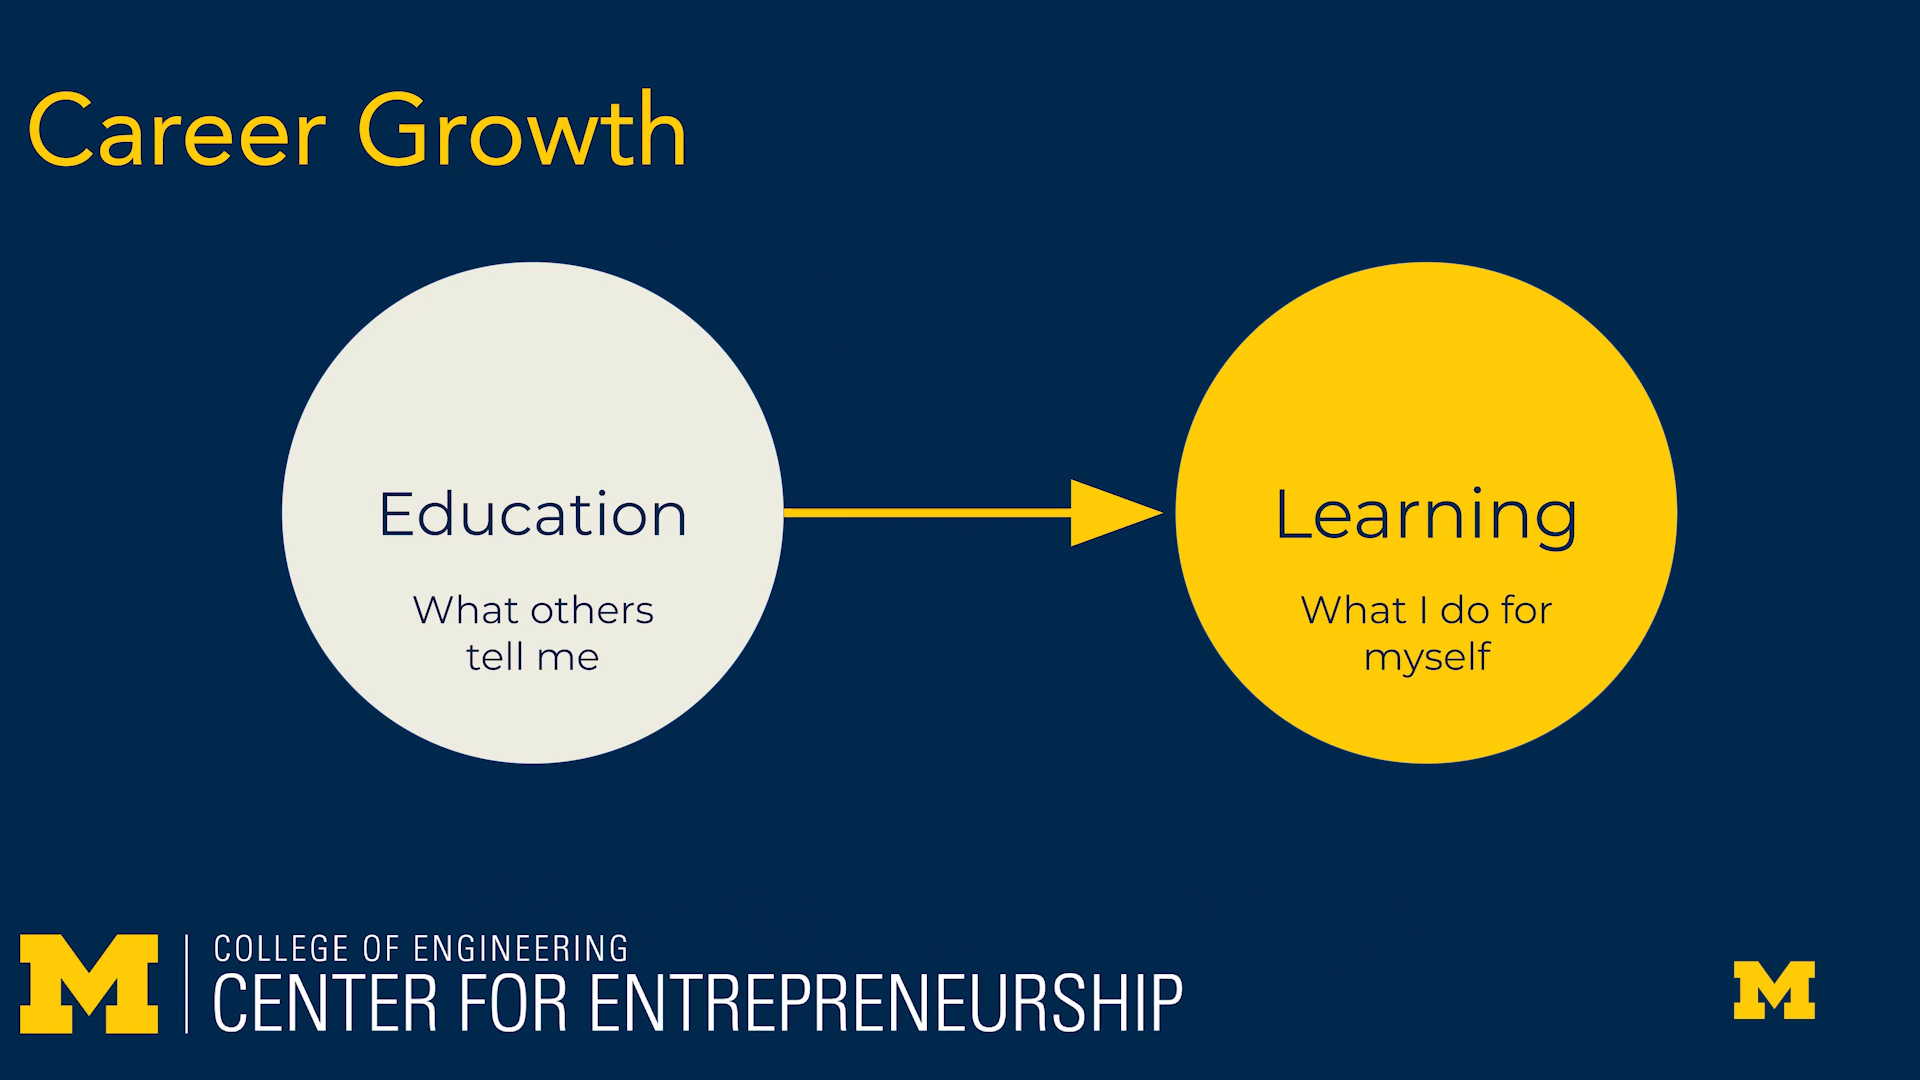 Career Growth
Education
What others
tell me
Learning
What I do for
myself
M
COLLEGE OF ENGINEERING
CENTER FOR ENTREPRENEURSHIP
M